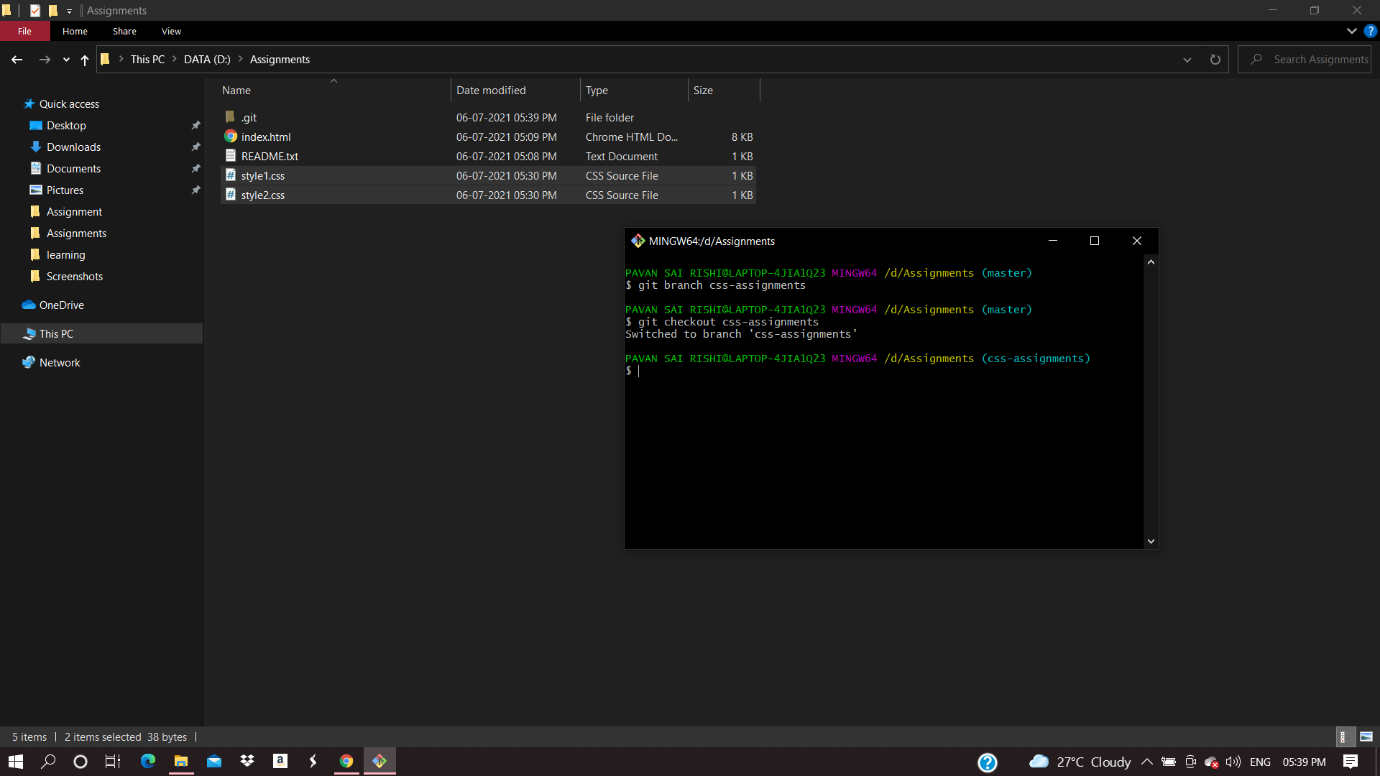 Assignments
File Home Share View
This PC DATA (D:) Assignments
Search Assignments
Quick access
Desktop
Downloads
Documents
Pictures
Assignment
Assignments
learning
Screenshots
OneDrive
This PC
Network
Name Date modified Type Size
.git 06-07-2021 05:39 PM File folder
index.html 06-07-2021 05:09 PM Chrome HTML Do... 8 KB
README.txt 06-07-2021 05:08 PM Text Document 1 KB
style1.css 06-07-2021 05:30 PM CSS Source File 1 KB
style2.css 06-07-2021 05:30 PM CSS Source File 1 KB
MINGW64:/d/Assignments
PAVAN SAI RISHI@LAPTOP-4JIA1Q23 MINGW64 /d/Assignments (master)
$ git branch css-assignments
PAVAN SAI RISHI@LAPTOP-4JIA1Q23 MINGW64 /d/Assignments (master)
$ git checkout css-assignments
Switched to branch 'css-assignments'
PAVAN SAI RISHI@LAPTOP-4JIA1Q23 MINGW64 /d/Assignments (css-assignments)
$
5 items 2 items selected 38 bytes
27°C Cloudy ENG 05:39 PM